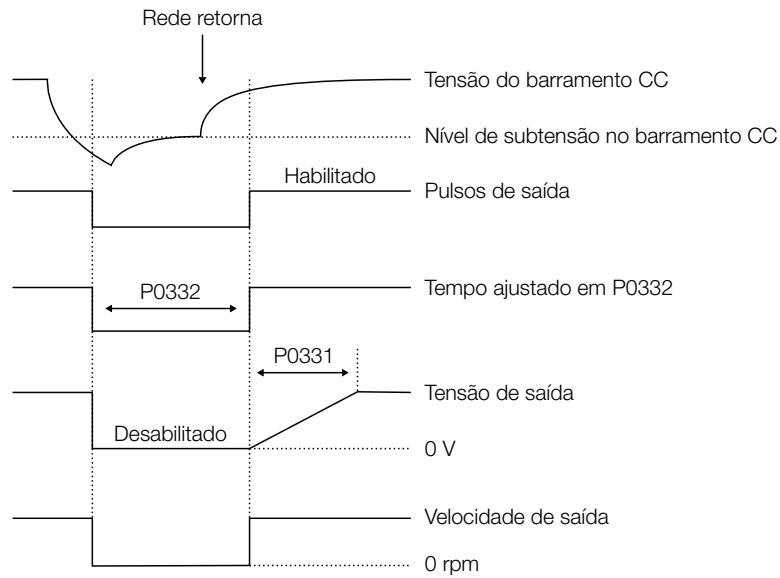 Rede retorna
Tensão do barramento CC
Nível de subtensão no barramento CC
Habilitado
Pulsos de saída
P0332
Tempo ajustado em P0332
P0331
Tensão de saída
Desabilitado
0 V
Velocidade de saída
0 rpm